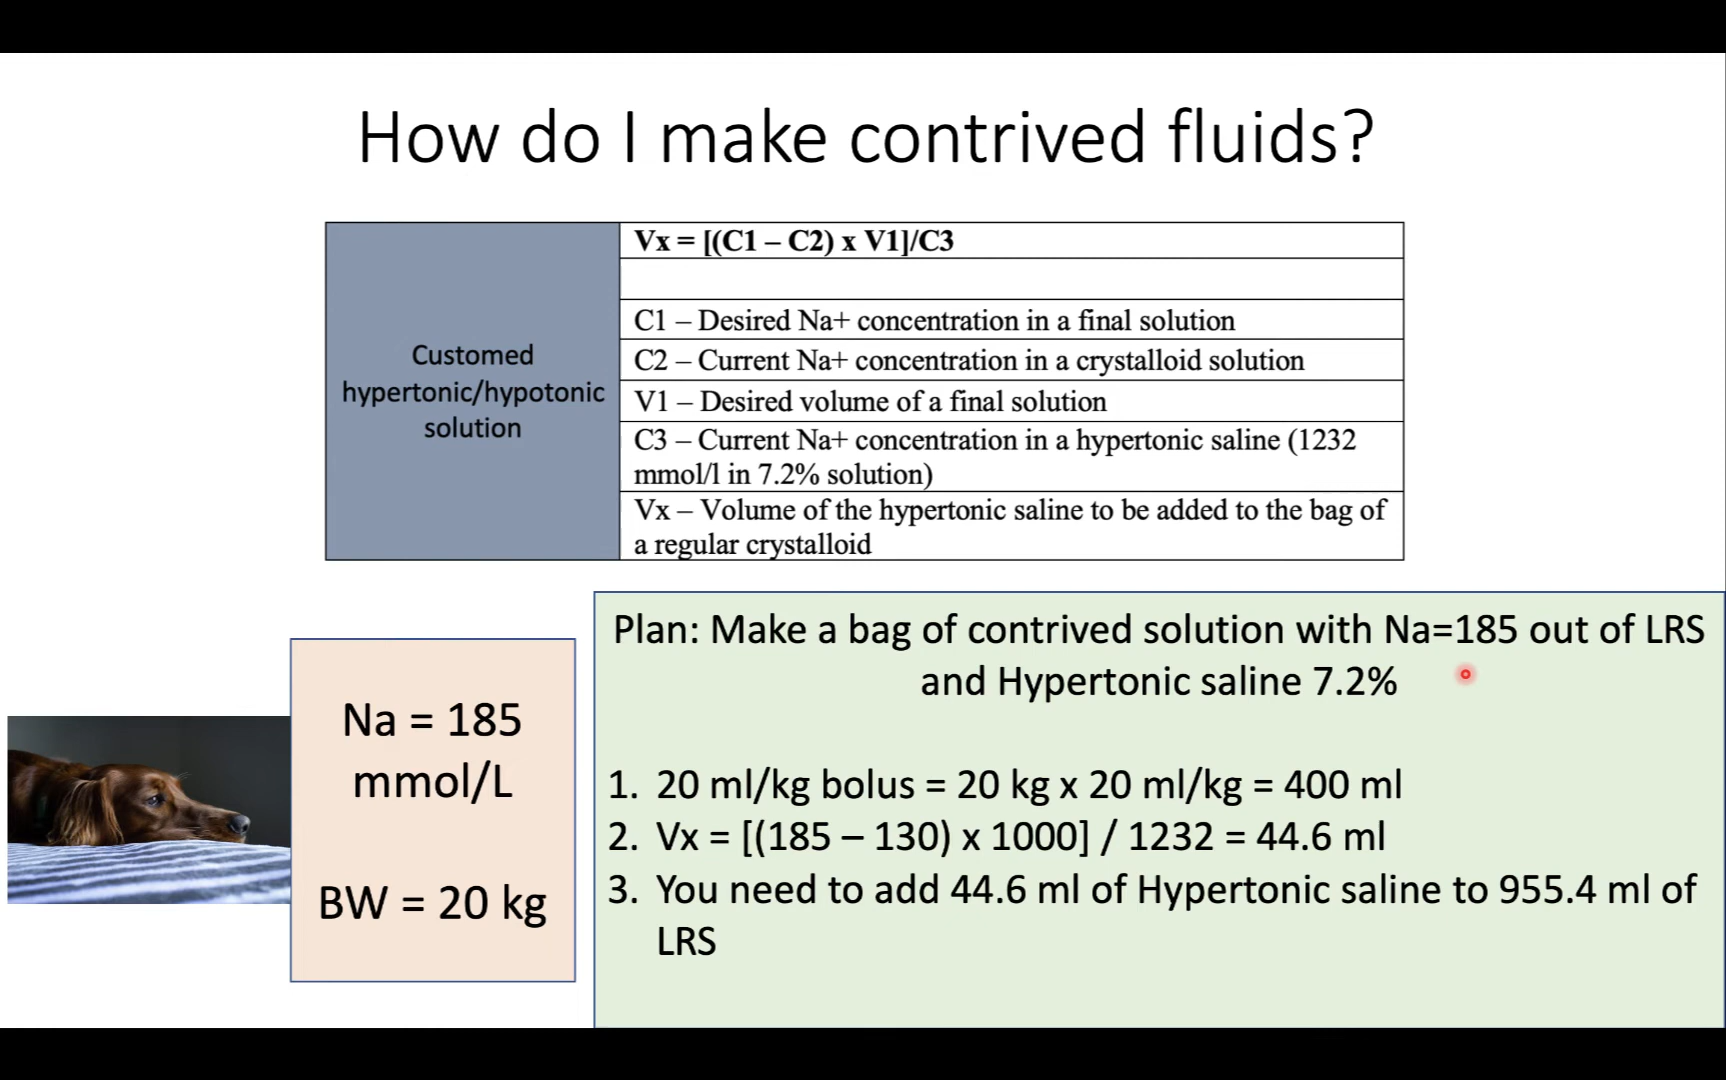 How do I make contrived fluids?
Customed
hypertonic/hypotonic
solution
Vx = [(C1 – C2) x V1]/C3
C1 – Desired Na+ concentration in a final solution
C2 – Current Na+ concentration in a crystalloid solution
V1 – Desired volume of a final solution
C3 – Current Na+ concentration in a hypertonic saline (1232
mmol/l in 7.2% solution)
Vx – Volume of the hypertonic saline to be added to the bag of
a regular crystalloid
Na = 185
mmol/L
BW = 20 kg
Plan: Make a bag of contrived solution with Na=185 out of LRS
and Hypertonic saline 7.2%
1. 20 ml/kg bolus = 20 kg x 20 ml/kg = 400 ml
2. Vx = [(185 – 130) x 1000] / 1232 = 44.6 ml
3. You need to add 44.6 ml of Hypertonic saline to 955.4 ml of
LRS